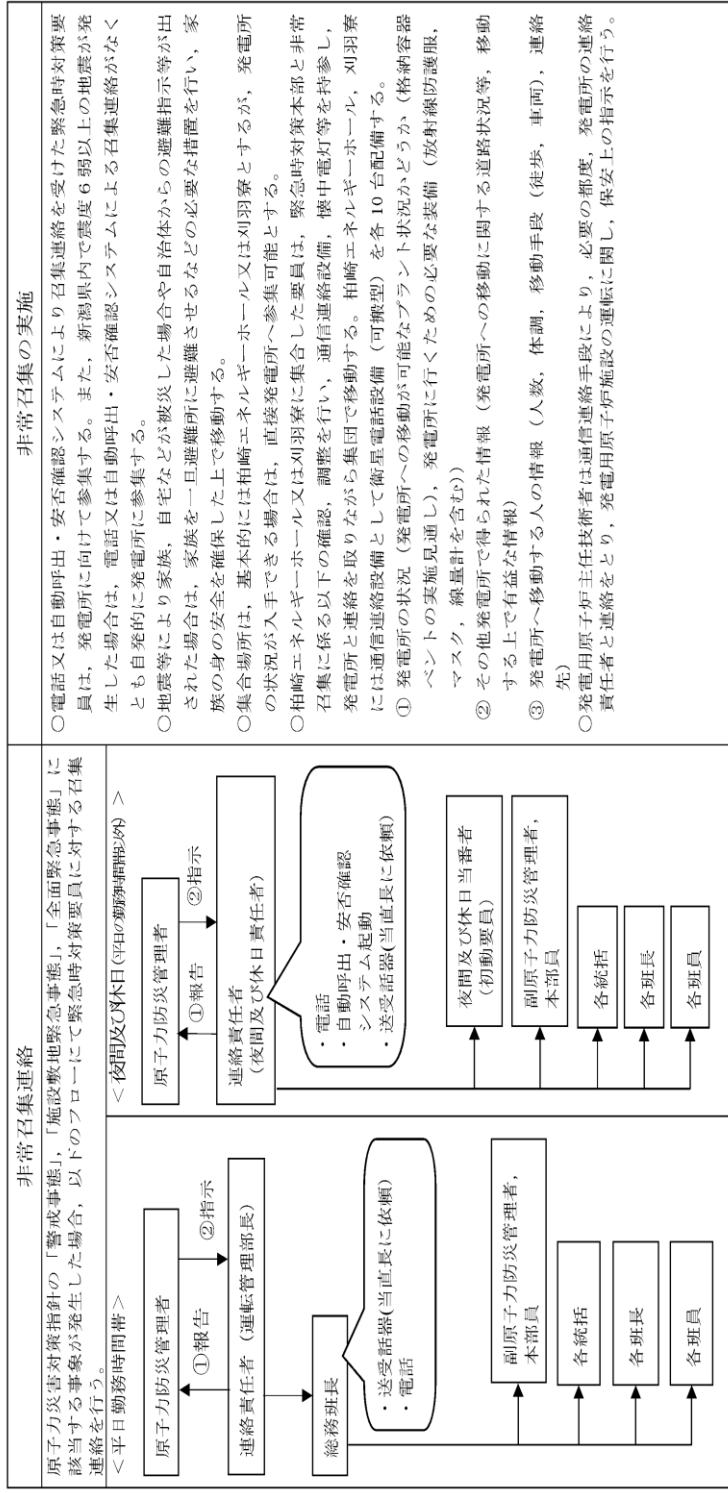 非常召集連絡
原子力災害対策指針の「警戒事態」，「施設敷地緊急事態」，「全面緊急事態」に
該当する事象が発生した場合，以下のフローにて緊急時対策要員に対する召集
連絡を行う。
＜平日勤務時間帯＞
原子力防災管理者
①報告
②指示
連絡責任者（運転管理部長）
総務班長
・送受話器(当直長に依頼)
・電話
副原子力防災管理者，
本部員
各統括
各班長
各班員
＜夜間及び休日(平日の勤務時間帯以外)＞
原子力防災管理者
①報告
②指示
連絡責任者
(夜間及び休日責任者)
・電話
・自動呼出・安否確認
システム起動
・送受話器(当直長に依頼)
夜間及び休日当番者
(初動要員)
副原子力防災管理者，
本部員
各統括
各班長
各班員
非常召集の実施
○電話又は自動呼出・安否確認システムにより召集連絡を受けた緊急時対策要
員は，発電所に向けて参集する。また，新潟県内で震度6弱以上の地震が発
生した場合は，電話又は自動呼出・安否確認システムによる召集連絡がなく
とも自発的に発電所に参集する。
○地震等により家族，自宅などが被災した場合や自治体からの避難指示等が出
された場合は，家族を一旦避難所に避難させるなどの必要な措置を行い，家
族の身の安全を確保した上で移動する。
○集合場所は，基本的には柏崎エネルギーホール又は刈羽寮とするが，発電所
の状況が入手できる場合は，直接発電所へ参集可能とする。
○柏崎エネルギーホール又は刈羽寮に集合した要員は，緊急時対策本部と非常
召集に係る以下の確認，調整を行い，通信連絡設備，懐中電灯等を持参し，
発電所と連絡を取りながら集団で移動する。柏崎エネルギーホール，刈羽寮
には通信連絡設備として衛星電話設備（可搬型）を各10台配備する。
① 発電所の状況（発電所への移動が可能なプラント状況かどうか（格納容器
ベントの実施見通し），発電所に行くための必要な装備（放射線防護服，
マスク，線量計を含む））
② その他発電所で得られた情報（発電所への移動に関する道路状況等，移動
する上で有益な情報）
③ 発電所へ移動する人の情報（人数，体調，移動手段（徒歩，車両），連絡
先）
○発電用原子炉主任技術者は通信連絡手段により，必要の都度，発電所の連絡
責任者と連絡をとり，発電用原子炉施設の運転に関し，保安上の指示を行う。